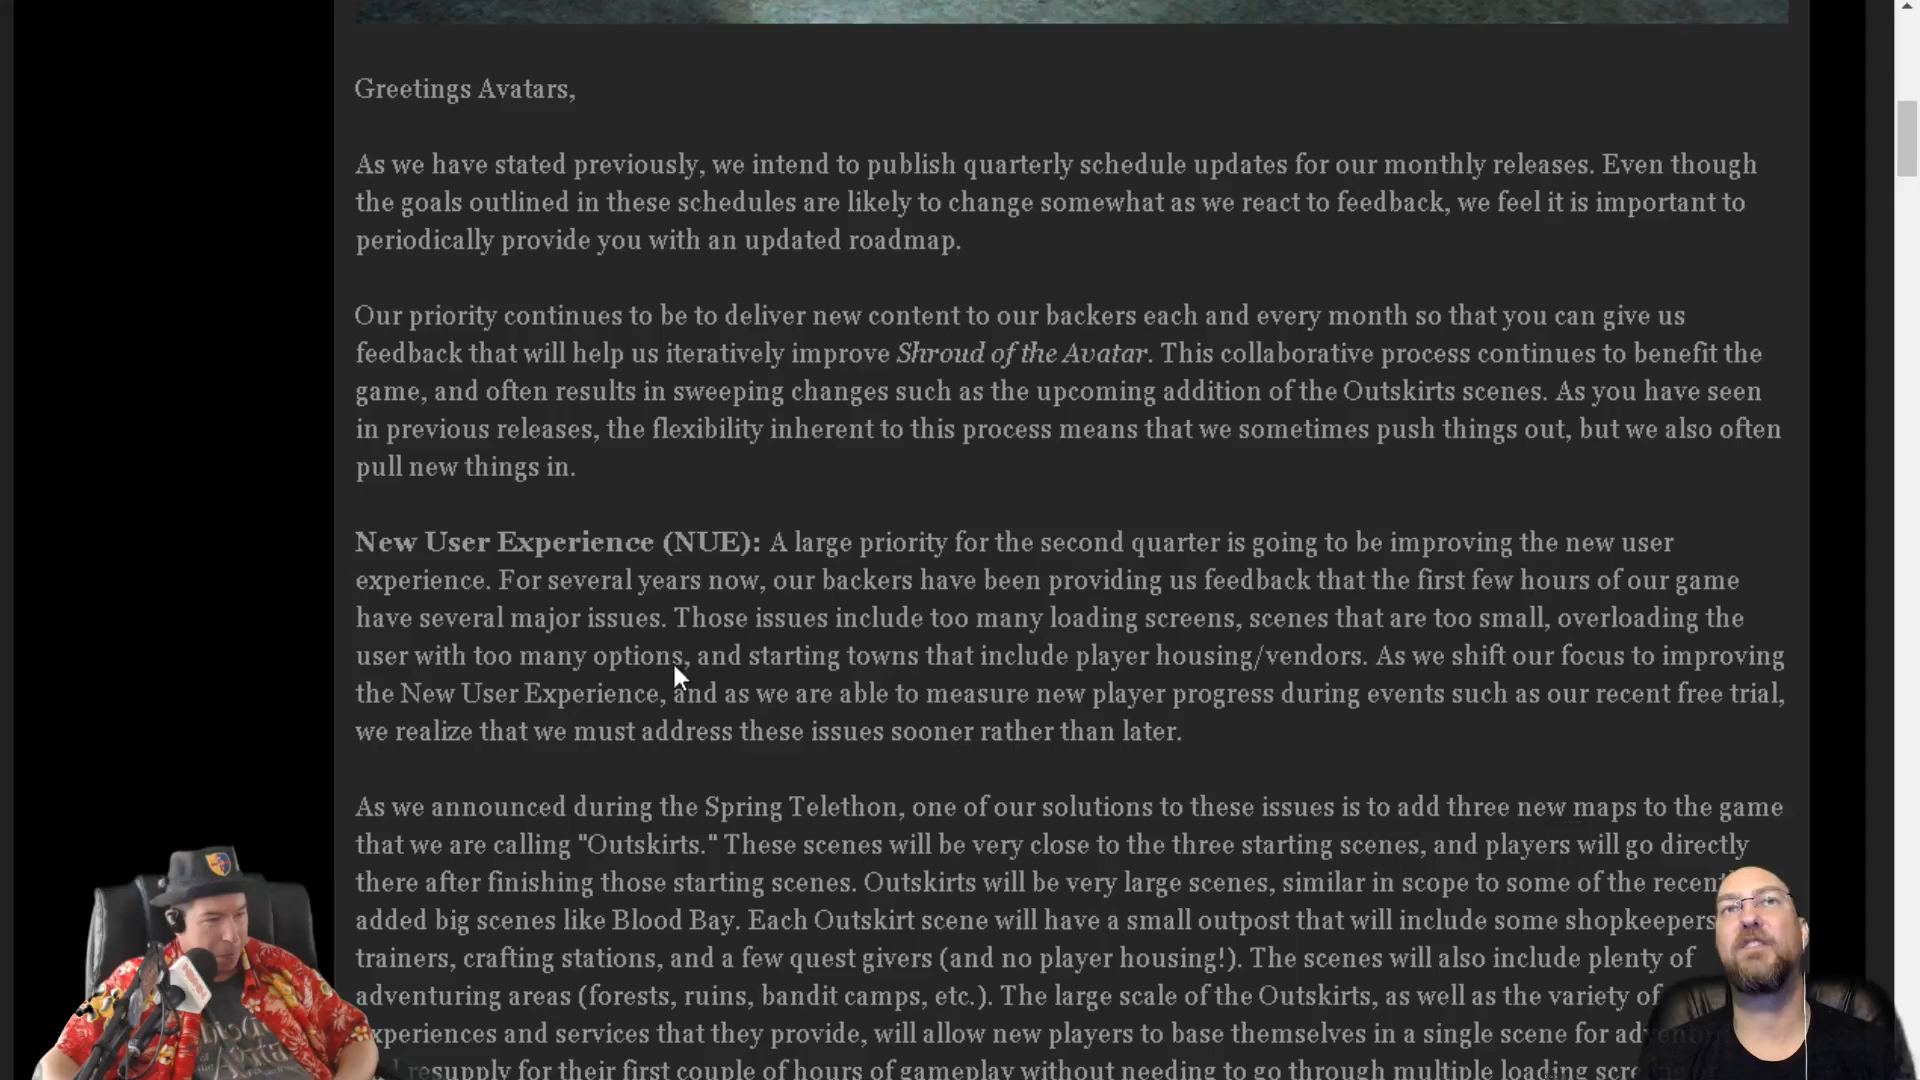 Greetings Avatars,
As we have stated previously, we intend to publish quarterly schedule updates for our monthly releases. Even though
the goals outlined in these schedules are likely to change somewhat as we react to feedback, we feel it is important to
periodically provide you with an updated roadmap.
Our priority continues to be to deliver new content to our backers each and every month so that you can give us
feedback that will help us iteratively improve Shroud of the Avatar. This collaborative process continues to benefit the
game, and often results in sweeping changes such as the upcoming addition of the Outskirts scenes. As you have seen
in previous releases, the flexibility inherent to this process means that we sometimes push things out, but we also often
pull new things in.
New User Experience (NUE): A large priority for the second quarter is going to be improving the new user
experience. For several years now, our backers have been providing us feedback that the first few hours of our game
have several major issues. Those issues include too many loading screens, scenes that are too small, overloading the
user with too many options, and starting towns that include player housing/vendors. As we shift our focus to improving
the New User Experience, and as we are able to measure new player progress during events such as our recent free trial,
we realize that we must address these issues sooner rather than later.
As we announced during the Spring Telethon, one of our solutions to these issues is to add three new maps to the game
that we are calling "Outskirts." These scenes will be very close to the three starting scenes, and players will go directly
there after finishing those starting scenes. Outskirts will be very large scenes, similar in scope to some of the recent
added big scenes like Blood Bay. Each Outskirt scene will have a small outpost that will include some shopkeepers
trainers, crafting stations, and a few quest givers (and no player housing!). The scenes will also include plenty of
adventuring areas (forests, ruins, bandit camps, etc.). The large scale of the Outskirts, as well as the variety of
experiences and services that they provide, will allow new players to base themselves in a single scene for
resupply for their first couple of hours of gameplay without needing to go through multiple loading